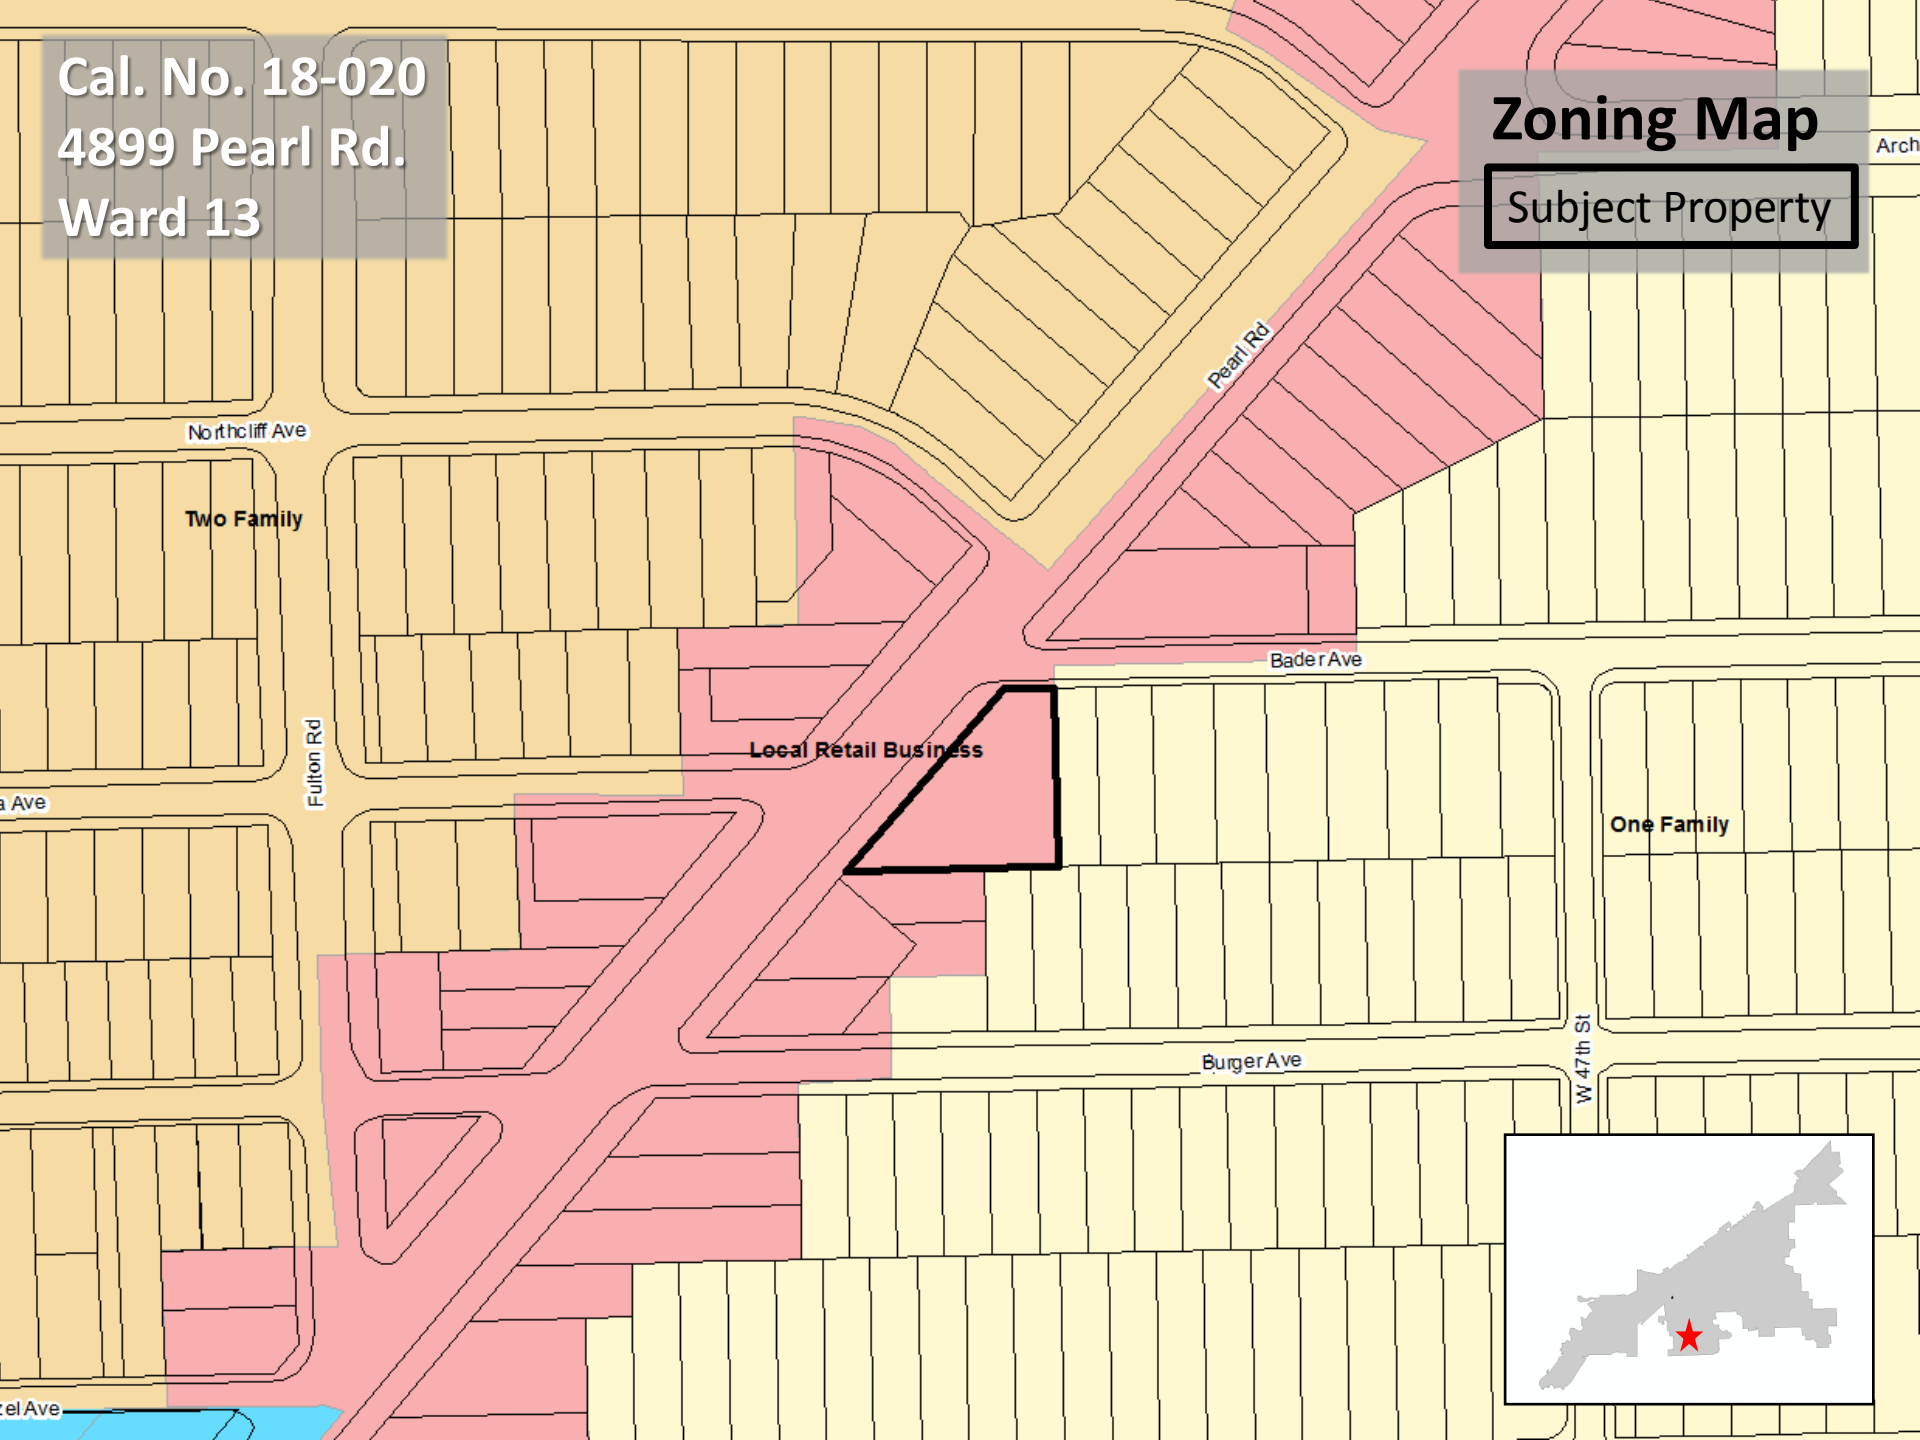 Cal. No. 18-020
4899 Pearl Rd.
Ward 13
Zoning Map
Subject Property
Arch
Pearl Rd
Northcliff Ave
Two Family
Bader Ave
Fulton Rd
Local Retail Business
a Ave
One Family
W 47th St
Burger Ave
zel Ave